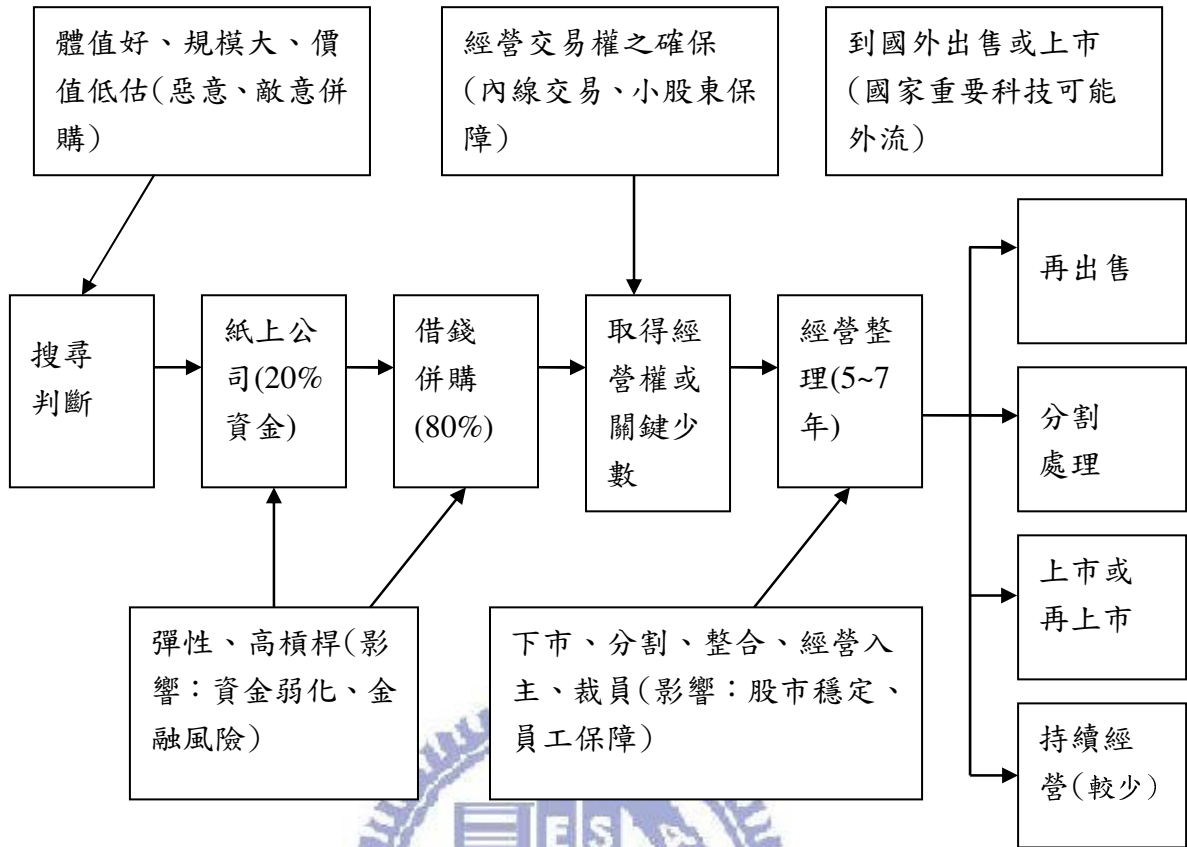 體值好、規模大、價
值低估(惡意、敵意併
購)
經營交易權之確保
(內線交易、小股東保
障)
到國外出售或上市
(國家重要科技可能
外流)
搜尋
判斷
紙上公
司(20%
資金)
借錢
併購
(80%)
取得經
營權或
關鍵少
數
經營整
理(5~7
年)
再出售
分割
處理
上市或
再上市
持續經
營(較少)
彈性、高槓桿(影
響：資金弱化、金
融風險)
下市、分割、整合、經營入
主、裁員(影響：股市穩定、
員工保障)
ES